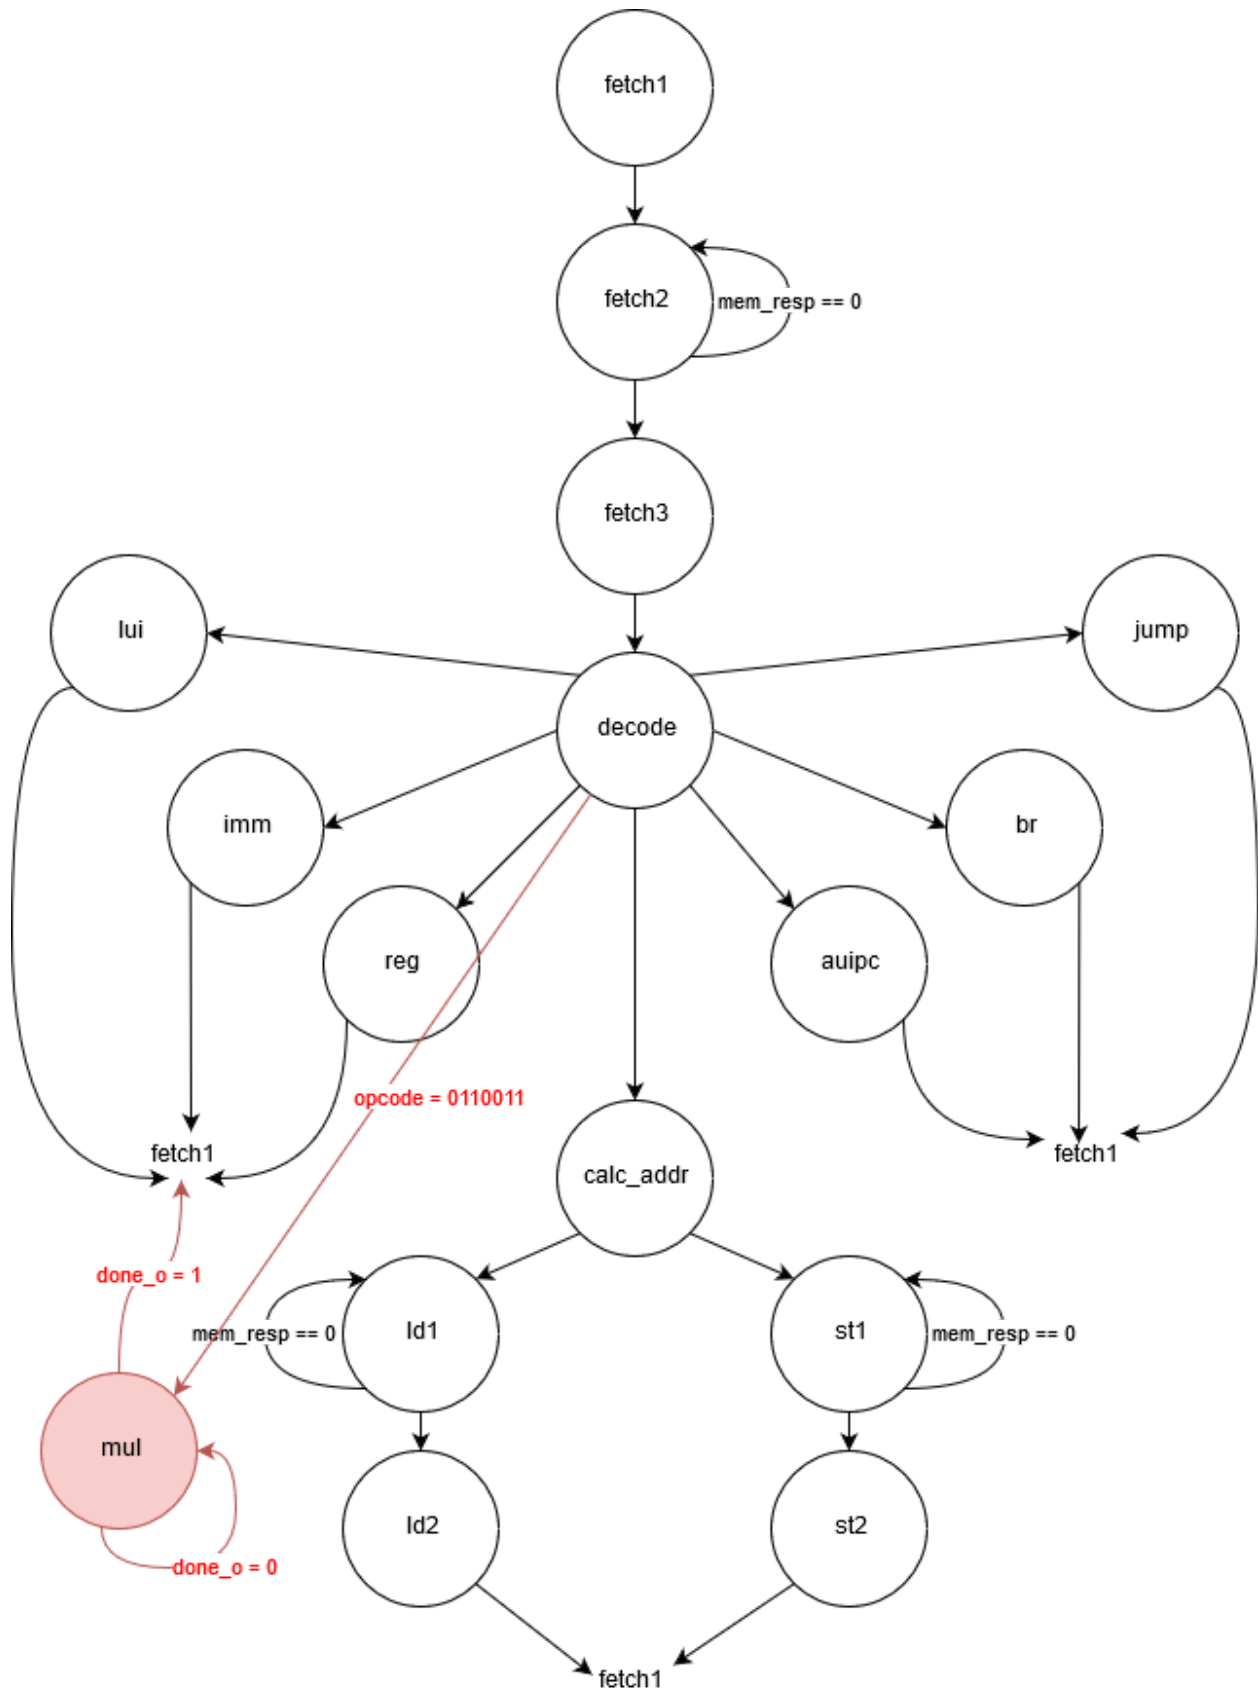 fetch1
fetch2
mem_resp == 0
fetch3
lui
jump
decode
imm
br
reg
auipc
opcode = 0110011
fetch1
fetch1
calc_addr
done_o = 1
mem_resp == 0
ld1
st1
mem_resp == 0
mul
ld2
st2
done_o = 0
fetch1